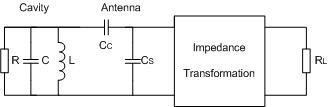 Cavity Antenna
Cc
R C L Cs
Impedance
Transformation
RL